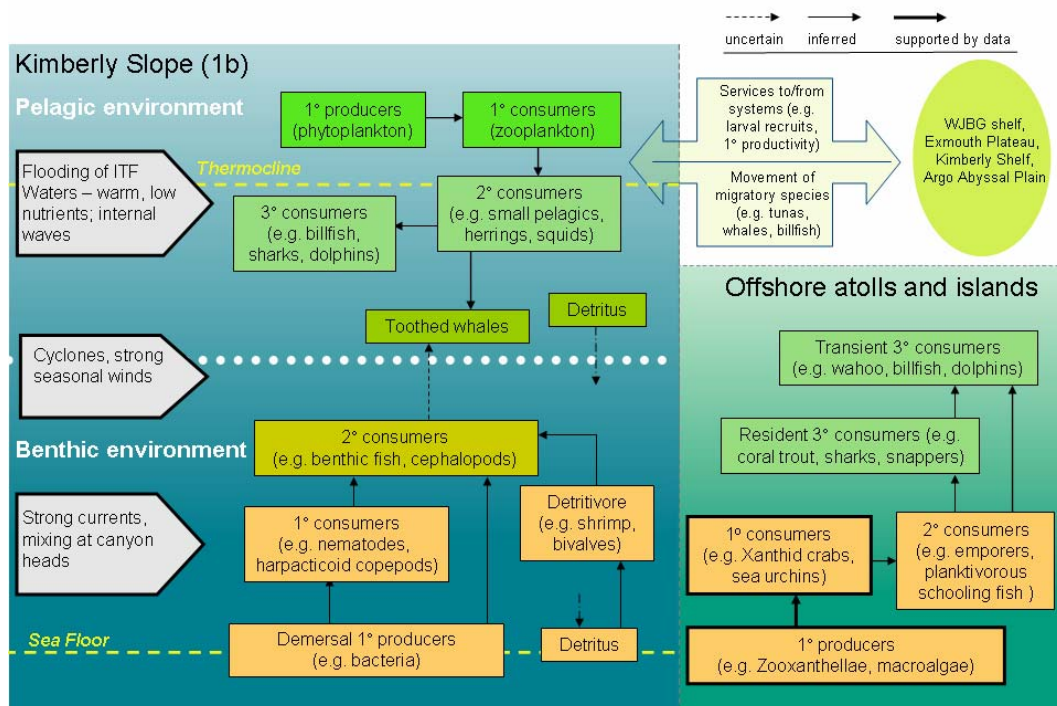 uncertain
inferred
supported by data
Kimberly Slope (1b)
Pelagic environment
1° producers
(phytoplankton)
1° consumers
(zooplankton)
Thermocline
Flooding of ITF
Waters – warm, low
nutrients; internal
waves
3° consumers
(e.g. billfish,
sharks, dolphins)
2° consumers
(e.g. small pelagics,
herrings, squids)
Toothed whales
Detritus
Cyclones, strong
seasonal winds
Benthic environment
2° consumers
(e.g. benthic fish, cephalopods)
Strong currents,
mixing at canyon
heads
1° consumers
(e.g. nematodes,
harpacticoid copepods)
Detritivore
(e.g. shrimp,
bivalves)
Sea Floor
Demersal 1° producers
(e.g. bacteria)
Detritus
Services to/from
systems (e.g.
larval recruits,
1° productivity)
Movement of
migratory species
(e.g. tunas,
whales, billfish)
WJBG shelf,
Exmouth Plateau,
Kimberly Shelf,
Argo Abyssal Plain
Offshore atolls and islands
Transient 3° consumers
(e.g. wahoo, billfish, dolphins)
Resident 3° consumers (e.g.
coral trout, sharks, snappers)
1º consumers
(e.g. Xanthid crabs,
sea urchins)
2° consumers
(e.g. emporers,
planktivorous
schooling fish )
1° producers
(e.g. Zooxanthellae, macroalgae)